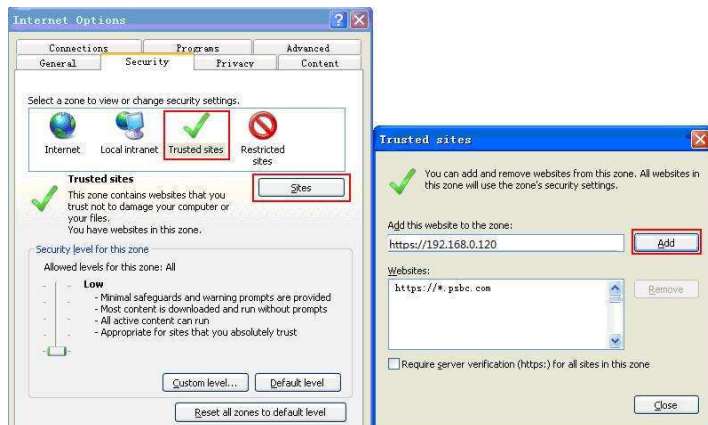 Internet Options
Connections Programs Advanced
General Security Privacy Content
Select a zone to view or change security settings.
Internet Local intranet Trusted sites Restricted sites
Trusted sites
Sites
This zone contains websites that you
trust not to damage your computer or
your files.
You have websites in this zone.
Security level for this zone
Allowed levels for this zone: All
Low
- Minimal safeguards and warning prompts are provided
- Most content is downloaded and run without prompts
- All active content can run
- Appropriate for sites that you absolutely trust
Custom level... Default level
Reset all zones to default level
Trusted sites
You can add and remove websites from this zone. All websites in
this zone will use the zone's security settings.
Add this website to the zone:
https://192.168.0.120 Add
Websites:
https://*.psbc.com Remove
Require server verification (https:) for all sites in this zone
Close